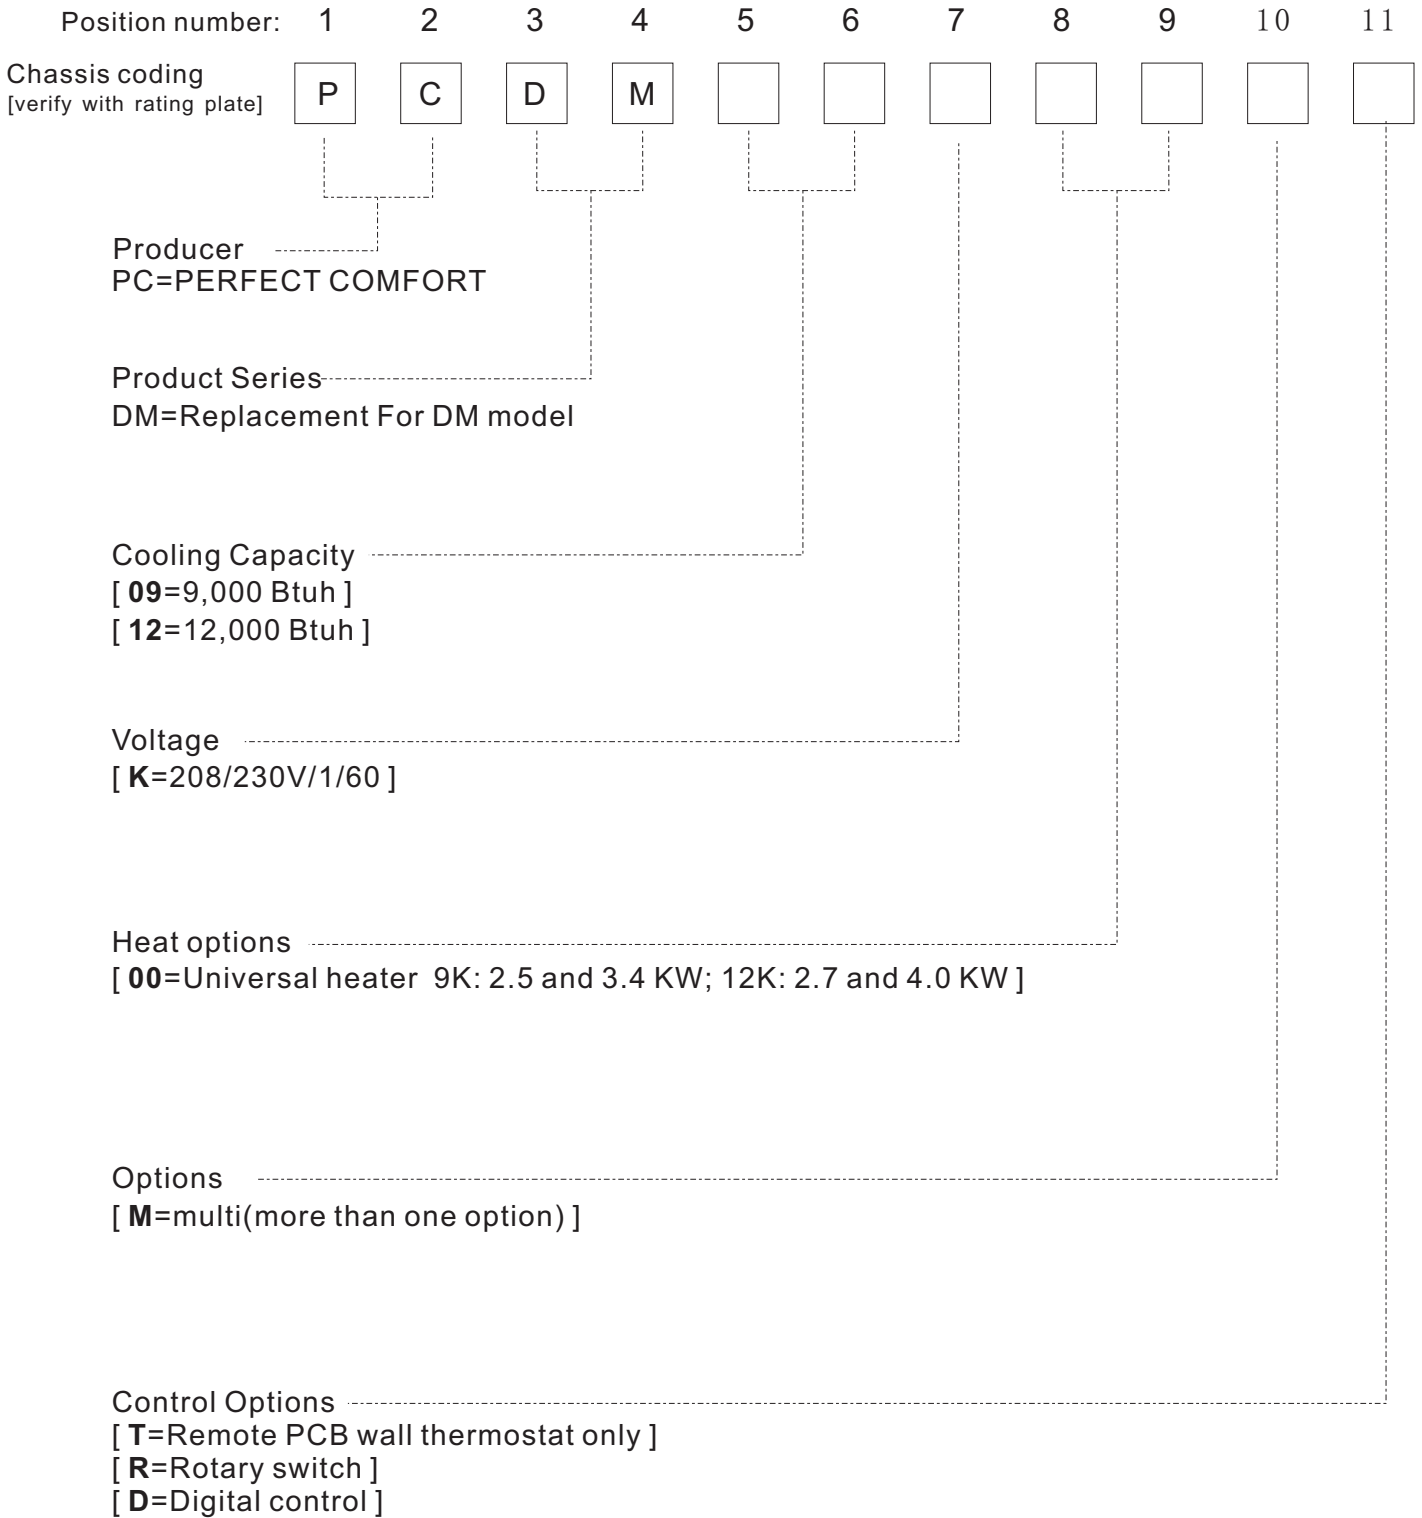 Position number: 1 2 3 4 5 6 7 8 9 10 11
Chassis coding
[verify with rating plate]
P C D M
Producer
PC=PERFECT COMFORT
Product Series
DM=Replacement For DM model
Cooling Capacity
[ 09=9,000 Btuh ]
[ 12=12,000 Btuh ]
Voltage
[ K=208/230V/1/60 ]
Heat options
[ 00=Universal heater 9K: 2.5 and 3.4 KW; 12K: 2.7 and 4.0 KW ]
Options
[ M=multi(more than one option) ]
Control Options
[ T=Remote PCB wall thermostat only ]
[ R=Rotary switch ]
[ D=Digital control ]